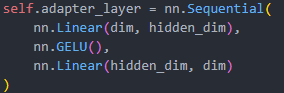 self.adapter_layer = nn.Sequential(
    nn.Linear(dim, hidden_dim),
    nn.GELU(),
    nn.Linear(hidden_dim, dim)
)